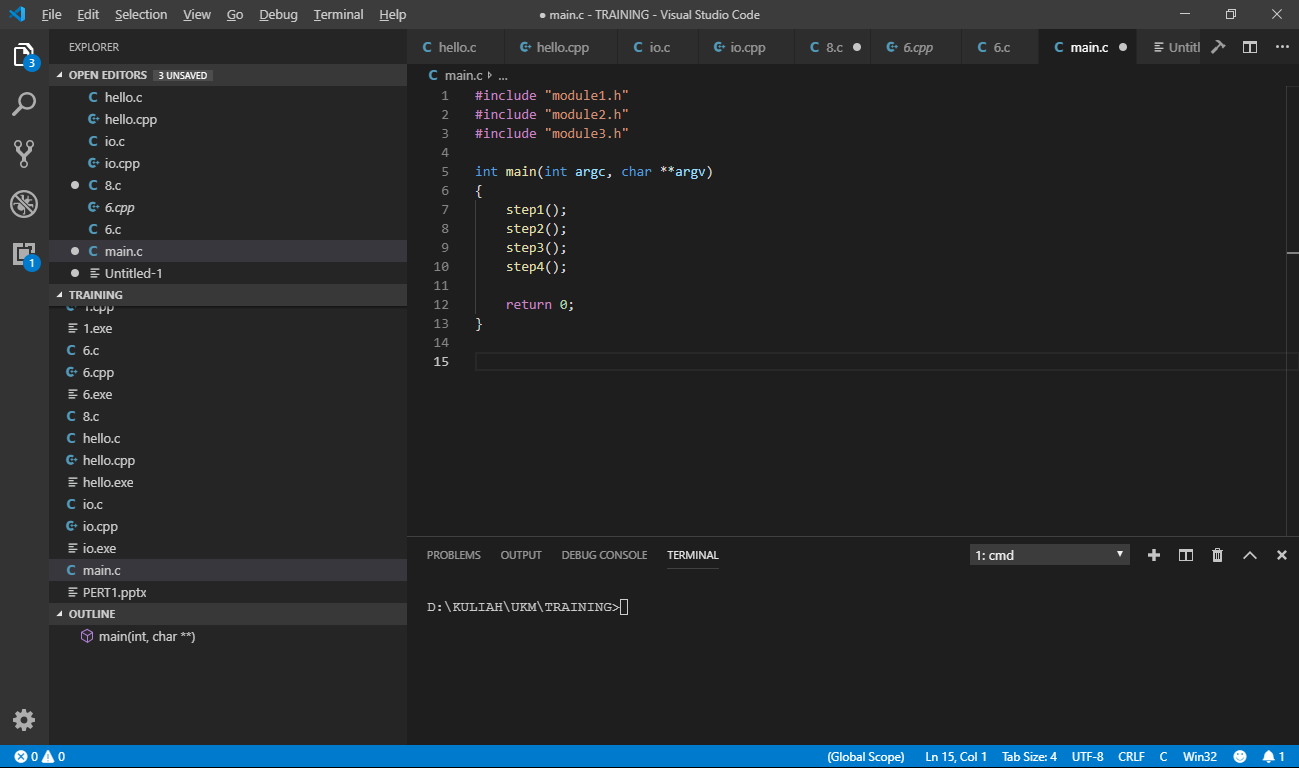 File Edit Selection View Go Debug Terminal Help ● main.c - TRAINING - Visual Studio Code
3
1
EXPLORER
OPEN EDITORS 3 UNSAVED
C hello.c
hello.cpp
C io.c
io.cpp
● C 8.c
6.cpp
C 6.c
● C main.c
● Untitled-1
TRAINING
1.cpp
1.exe
C 6.c
6.cpp
6.exe
C 8.c
C hello.c
hello.cpp
hello.exe
C io.c
io.cpp
io.exe
C main.c
PERT1.pptx
OUTLINE
main(int, char **)
C hello.c hello.cpp C io.c io.cpp C 8.c ● 6.cpp C 6.c C main.c ● Untitl
C main.c ...
1 #include "module1.h"
2 #include "module2.h"
3 #include "module3.h"
4
5 int main(int argc, char **argv)
6 {
7 step1();
8 step2();
9 step3();
10 step4();
11
12 return 0;
13 }
14
15
PROBLEMS OUTPUT DEBUG CONSOLE TERMINAL 1: cmd
D:\KULIAH\UKM\TRAINING>
0 0 (Global Scope) Ln 15, Col 1 Tab Size: 4 UTF-8 CRLF C Win32 1